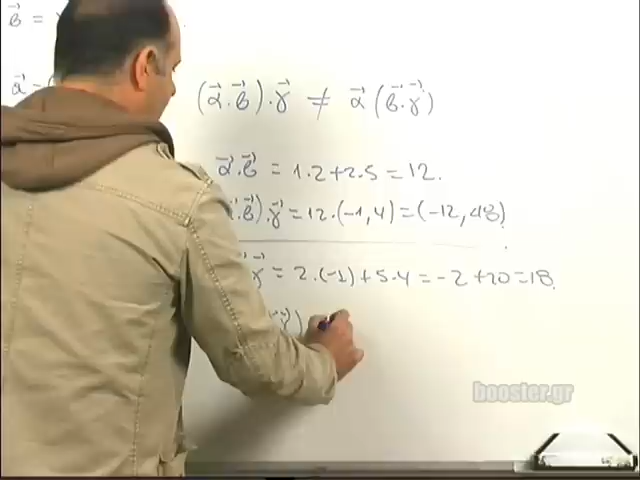 β⃗ =
α⃗ = (
(α⃗.β⃗).γ⃗ ≠ α⃗(β⃗.γ⃗)
α⃗.β⃗ = 1.2+2.5=12.
.β⃗).γ⃗ = 12.(-1,4)=(-12,48)
γ⃗ = 2.(-1)+5.4=-2+20=18.
γ⃗)
booster.gr